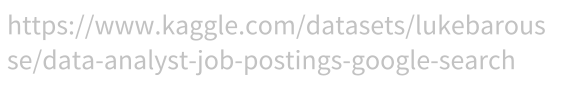 https://www.kaggle.com/datasets/lukebarous
se/data-analyst-job-postings-google-search